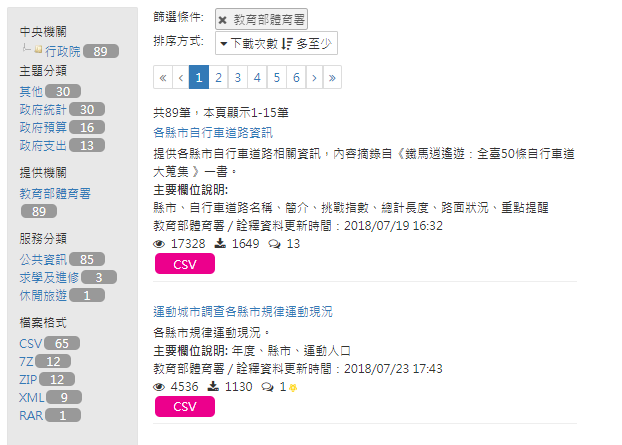 中央機關
行政院 89
主題分類
其他 30
政府統計 30
政府預算 16
政府支出 13
提供機關
教育部體育署
89
服務分類
公共資訊 85
求學及進修 3
休閒旅遊 1
檔案格式
CSV 65
7Z 12
ZIP 12
XML 9
RAR 1
篩選條件: ✖ 教育部體育署
排序方式: 下載次數 多至少
« ‹ 1 2 3 4 5 6 › »
共89筆，本頁顯示1-15筆
各縣市自行車道路資訊
提供各縣市自行車道路相關資訊，內容摘錄自《鐵馬逍遙遊：全臺50條自行車道
大蒐集 》一書。
主要欄位說明:
縣市、自行車道路名稱、簡介、挑戰指數、總計長度、路面狀況、重點提醒
教育部體育署 / 詮釋資料更新時間：2018/07/19 16:32
17328 1649 13
CSV
運動城市調查各縣市規律運動現況
各縣市規律運動現況。
主要欄位說明: 年度、縣市、運動人口
教育部體育署 / 詮釋資料更新時間：2018/07/23 17:43
4536 1130 1
CSV